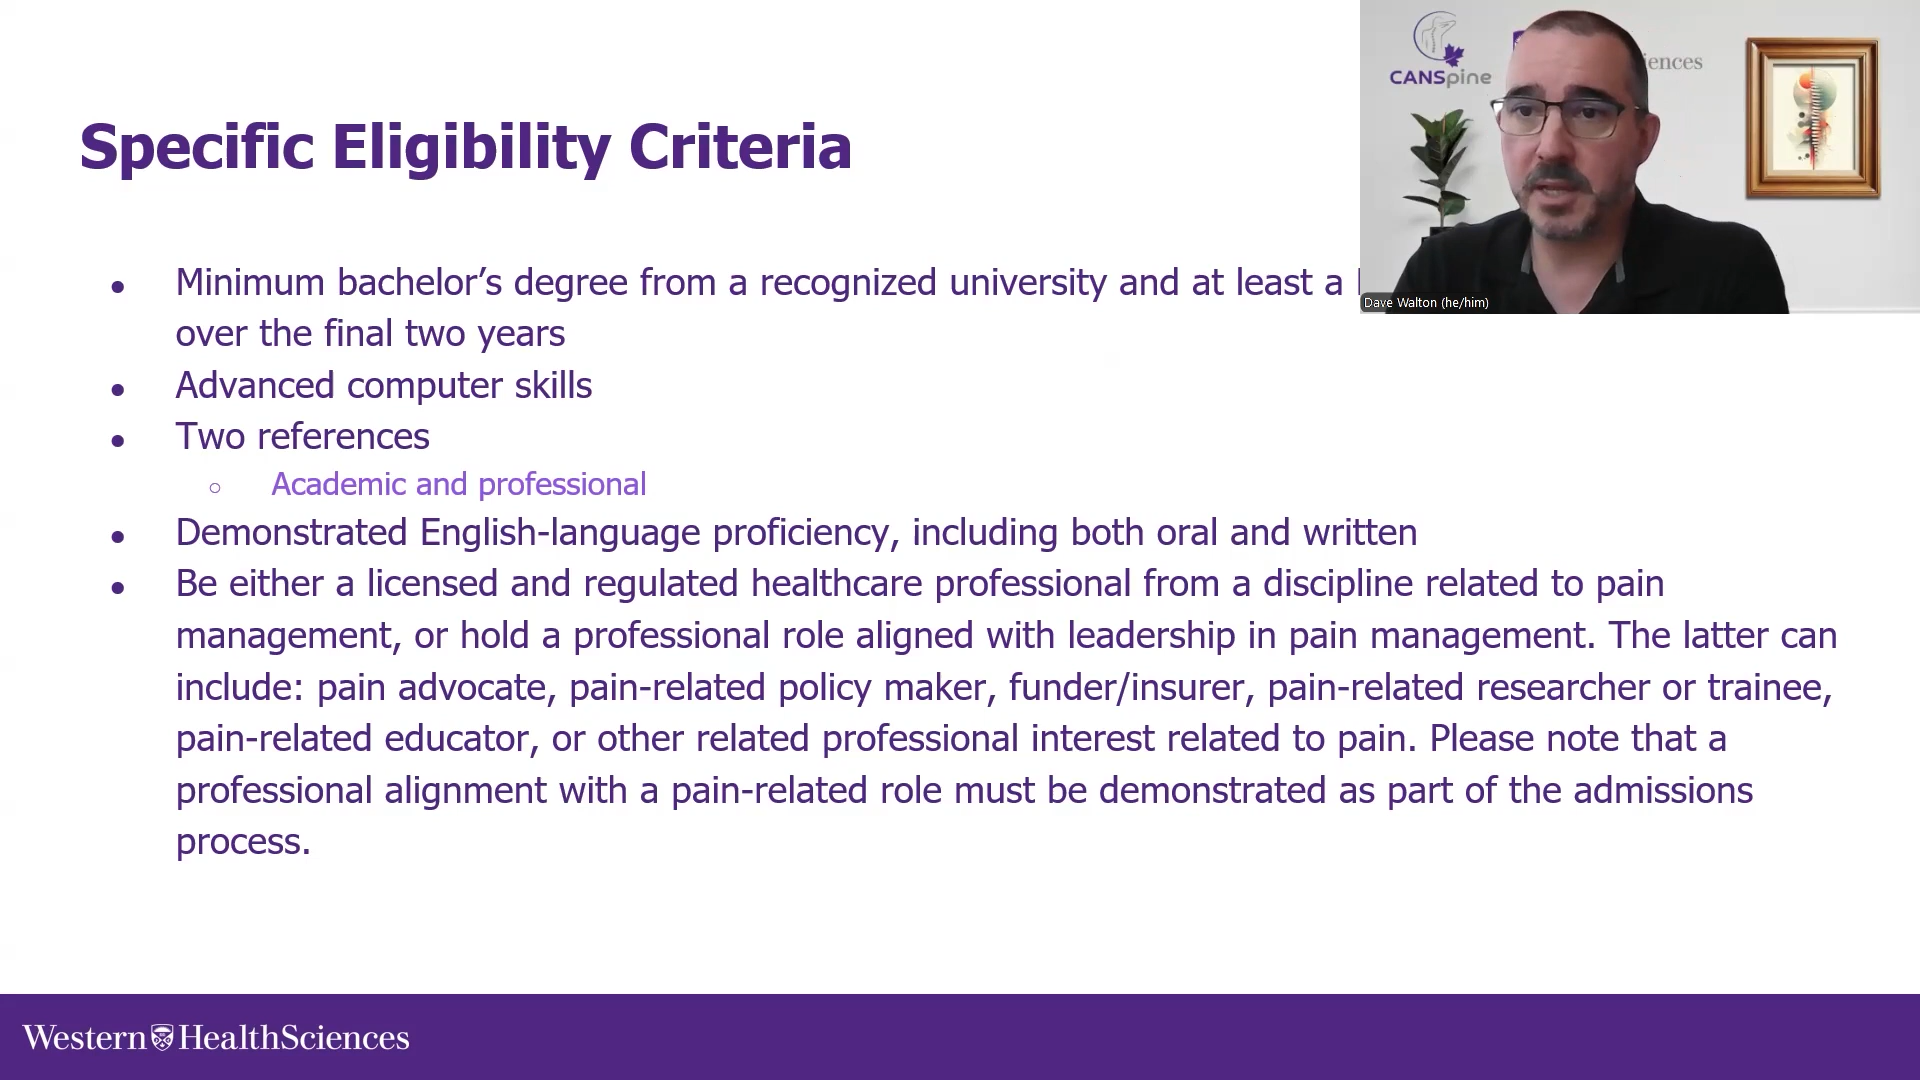 CANSpine
iences
Specific Eligibility Criteria
Dave Walton (he/him)
• Minimum bachelor’s degree from a recognized university and at least a
over the final two years
• Advanced computer skills
• Two references
○ Academic and professional
• Demonstrated English-language proficiency, including both oral and written
• Be either a licensed and regulated healthcare professional from a discipline related to pain
management, or hold a professional role aligned with leadership in pain management. The latter can
include: pain advocate, pain-related policy maker, funder/insurer, pain-related researcher or trainee,
pain-related educator, or other related professional interest related to pain. Please note that a
professional alignment with a pain-related role must be demonstrated as part of the admissions
process.
Western HealthSciences